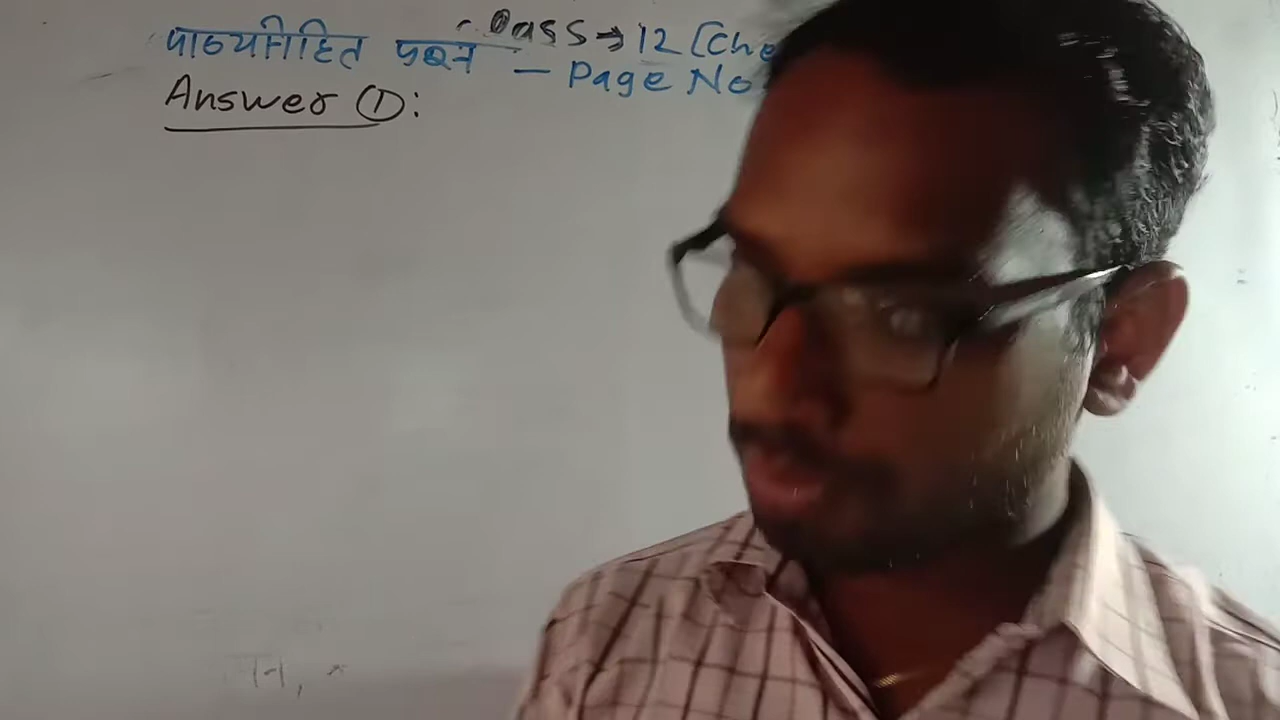 पाठ्यनिहित प्रश्न Class → 12 [Che
— Page No.
Answer ①: